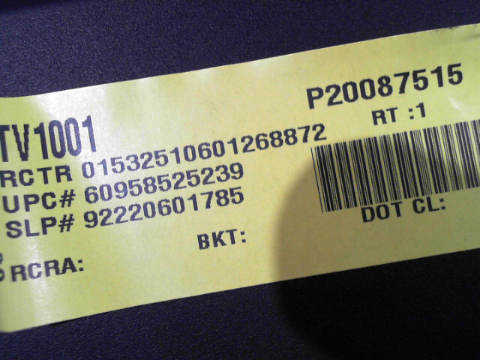 P20087515
TV1001
RT :1
RCTR 01532510601268872
UPC# 60958525239
SLP# 92220601785
DOT CL:
BKT:
RCRA: